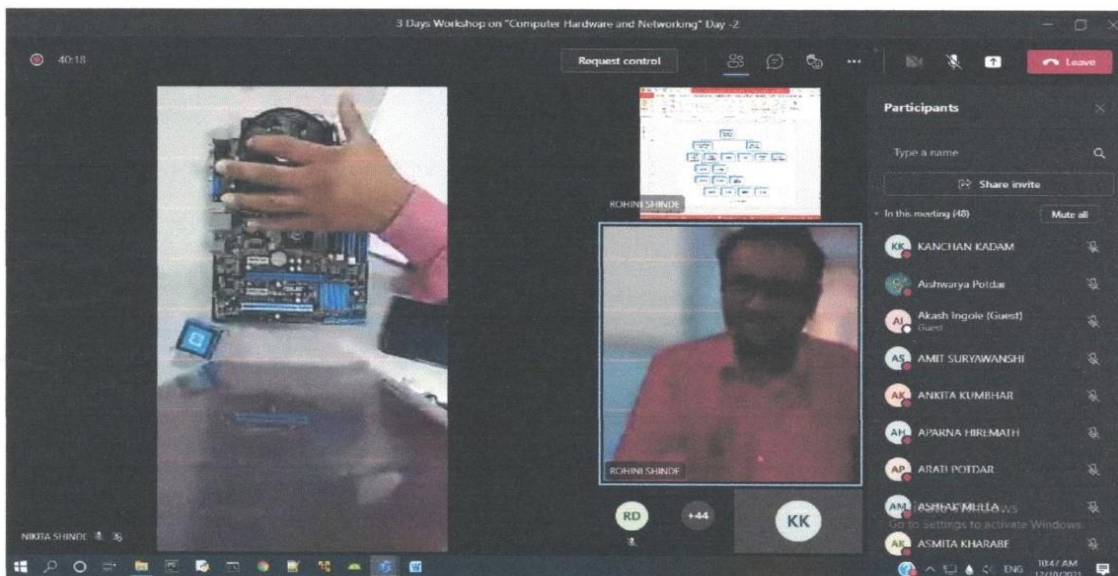 3 Days Workshop on "Computer Hardware and Networking" Day -2
40:18
Request control
Leave
Participants
Type a name
Share invite
In this meeting (48)
Mute all
KK KANCHAN KADAM
Aishwarya Potdar
AI Akash Ingole (Guest)
Guest
AS AMIT SURYAWANSHI
AK ANKITA KUMBHAR
AH APARNA HIREMATH
AP ARATI POTDAR
AM ASHFAK MULLA
Go to Settings to activate Windows.
AK ASMITA KHARABE
ROHINI SHINDE
ROHINI SHINDE
RD
+44
KK
NIKITA SHINDE
ENG
10:47 AM